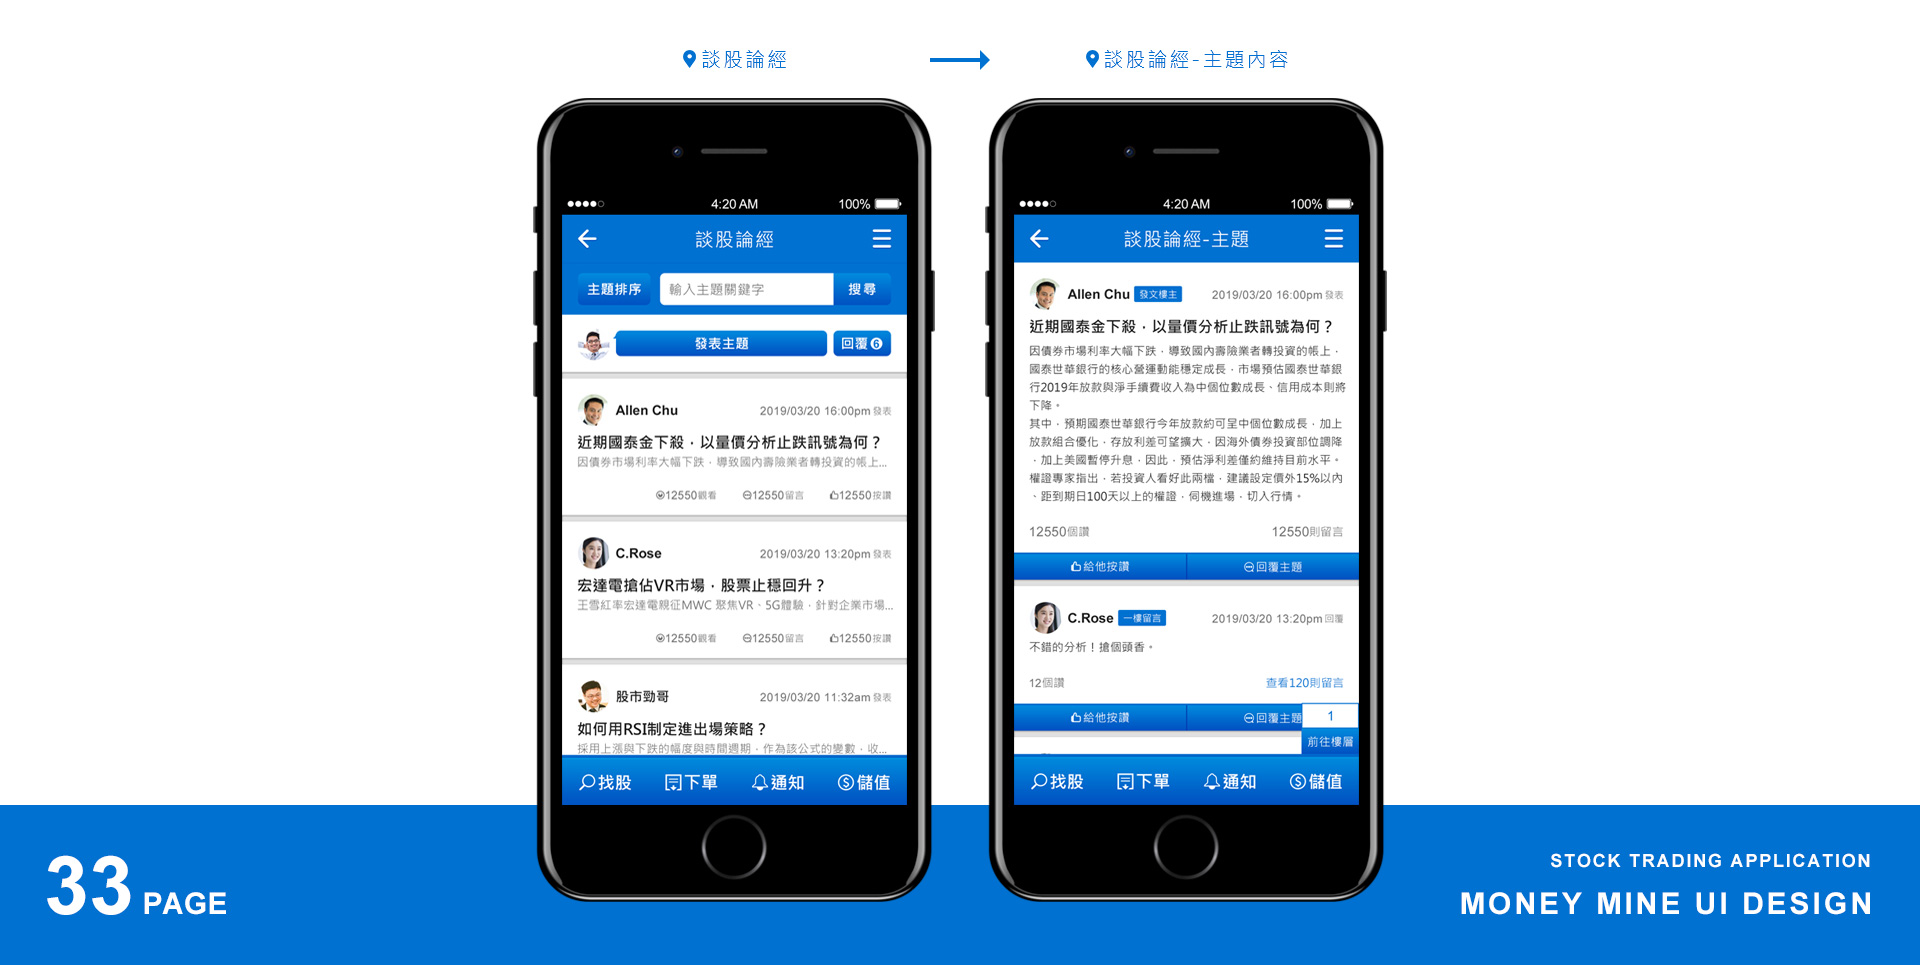 談股論經
談股論經-主題內容
4:20 AM 100%
談股論經
主題排序 輸入主題關鍵字 搜尋
發表主題 回覆6
Allen Chu 2019/03/20 16:00pm 發表
近期國泰金下殺，以量價分析止跌訊號為何？
因債券市場利率大幅下跌，導致國內壽險業者轉投資的帳上...
12550觀看 12550留言 12550按讚
C.Rose 2019/03/20 13:20pm 發表
宏達電搶佔VR市場，股票止穩回升？
王雪紅率宏達電親征MWC 聚焦VR、5G體驗，針對企業市場...
12550觀看 12550留言 12550按讚
股市勁哥 2019/03/20 11:32am 發表
如何用RSI制定進出場策略？
採用上漲與下跌的幅度與時間週期，作為該公式的變數，收...
找股 下單 通知 儲值
4:20 AM 100%
談股論經-主題
Allen Chu 發文樓主 2019/03/20 16:00pm 發表
近期國泰金下殺，以量價分析止跌訊號為何？
因債券市場利率大幅下跌，導致國內壽險業者轉投資的帳上，
國泰世華銀行的核心營運動能穩定成長，市場預估國泰世華銀
行2019年放款與淨手續費收入為中個位數成長、信用成本則將
下降。
其中，預期國泰世華銀行今年放款約可呈中個位數成長，加上
放款組合優化，存放利差可望擴大，因海外債券投資部位調降
，加上美國暫停升息，因此，預估淨利差僅約維持目前水平。
權證專家指出，若投資人看好此兩檔，建議設定價外15%以內
、距到期日100天以上的權證，伺機進場，切入行情。
12550個讚 12550則留言
給他按讚 回覆主題
C.Rose 一樓留言 2019/03/20 13:20pm 回覆
不錯的分析！搶個頭香。
12個讚 查看120則留言
給他按讚 回覆主題 1
前往樓層
找股 下單 通知 儲值
33 PAGE
STOCK TRADING APPLICATION
MONEY MINE UI DESIGN